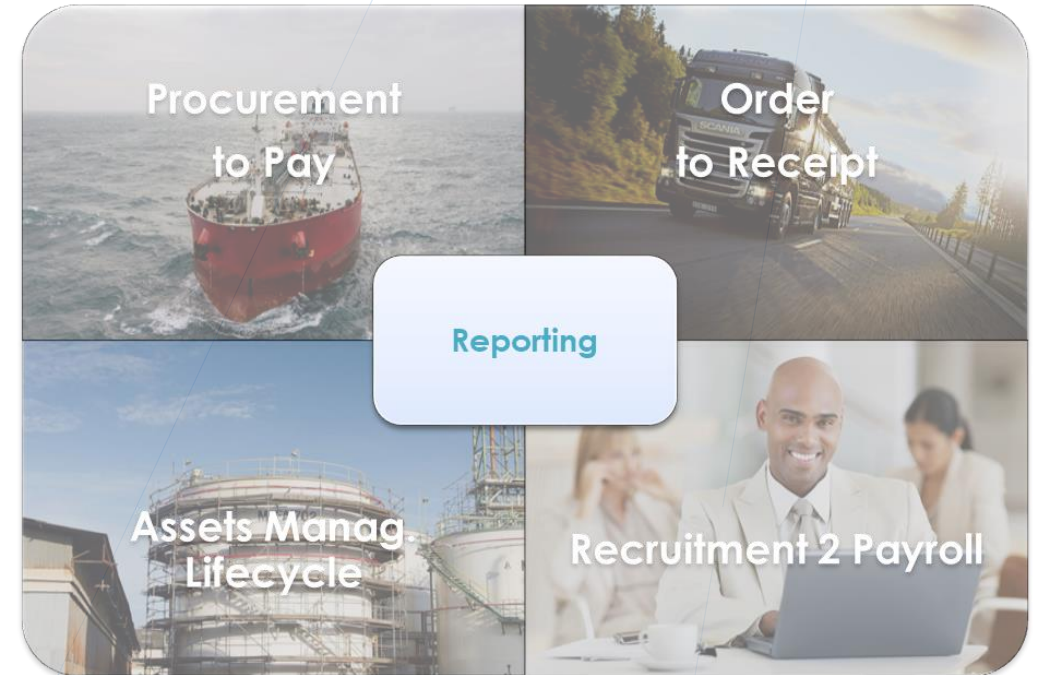 Procurement
to Pay
Order
to Receipt
SCANIA
Reporting
Assets Manag.
Lifecycle
Recruitment 2 Payroll